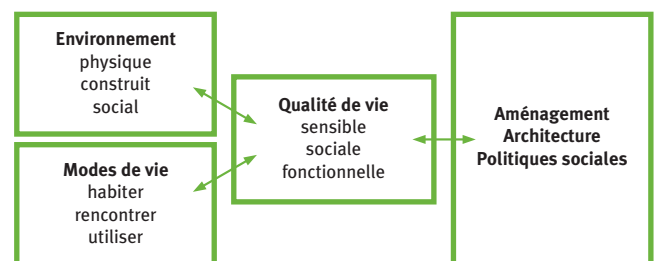 Environnement
physique
construit
social
Modes de vie
habiter
rencontrer
utiliser
Qualité de vie
sensible
sociale
fonctionnelle
Aménagement
Architecture
Politiques sociales